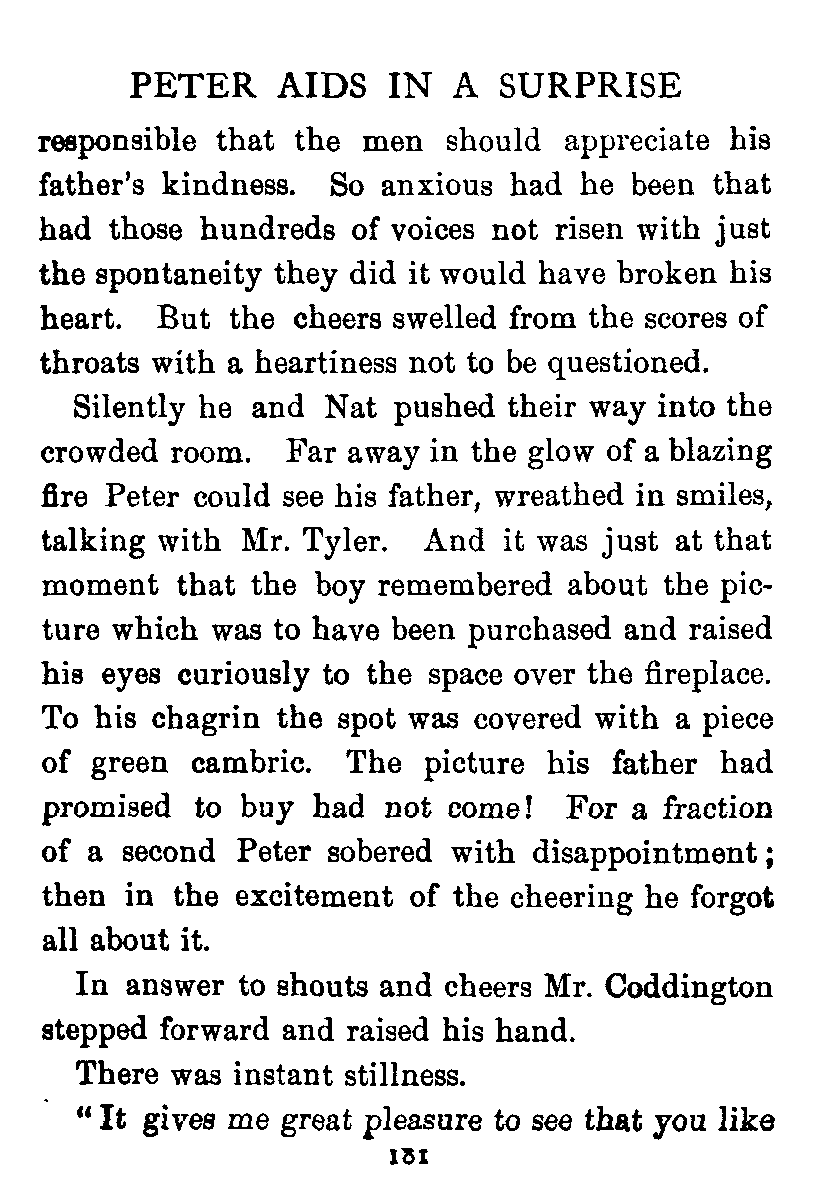 PETER AIDS IN A SURPRISE
responsible that the men should appreciate his
father's kindness. So anxious had he been that
had those hundreds of voices not risen with just
the spontaneity they did it would have broken his
heart. But the cheers swelled from the scores of
throats with a heartiness not to be questioned.
Silently he and Nat pushed their way into the
crowded room. Far away in the glow of a blazing
fire Peter could see his father, wreathed in smiles,
talking with Mr. Tyler. And it was just at that
moment that the boy remembered about the pic-
ture which was to have been purchased and raised
his eyes curiously to the space over the fireplace.
To his chagrin the spot was covered with a piece
of green cambric. The picture his father had
promised to buy had not come! For a fraction
of a second Peter sobered with disappointment;
then in the excitement of the cheering he forgot
all about it.
In answer to shouts and cheers Mr. Coddington
stepped forward and raised his hand.
There was instant stillness.
"It gives me great pleasure to see that you like